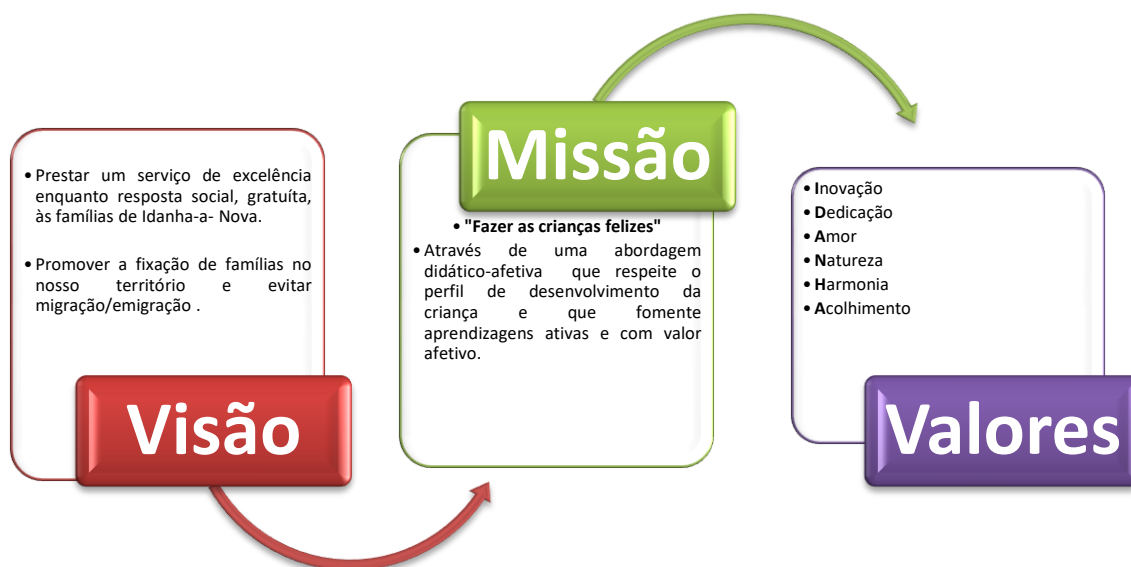 • Prestar um serviço de excelência
enquanto resposta social, gratuíta,
às famílias de Idanha-a- Nova.
• Promover a fixação de famílias no
nosso território e evitar
migração/emigração .
Visão
Missão
• "Fazer as crianças felizes"
• Através de uma abordagem
didático-afetiva que respeite o
perfil de desenvolvimento da
criança e que fomente
aprendizagens ativas e com valor
afetivo.
• Inovação
• Dedicação
• Amor
• Natureza
• Harmonia
• Acolhimento
Valores